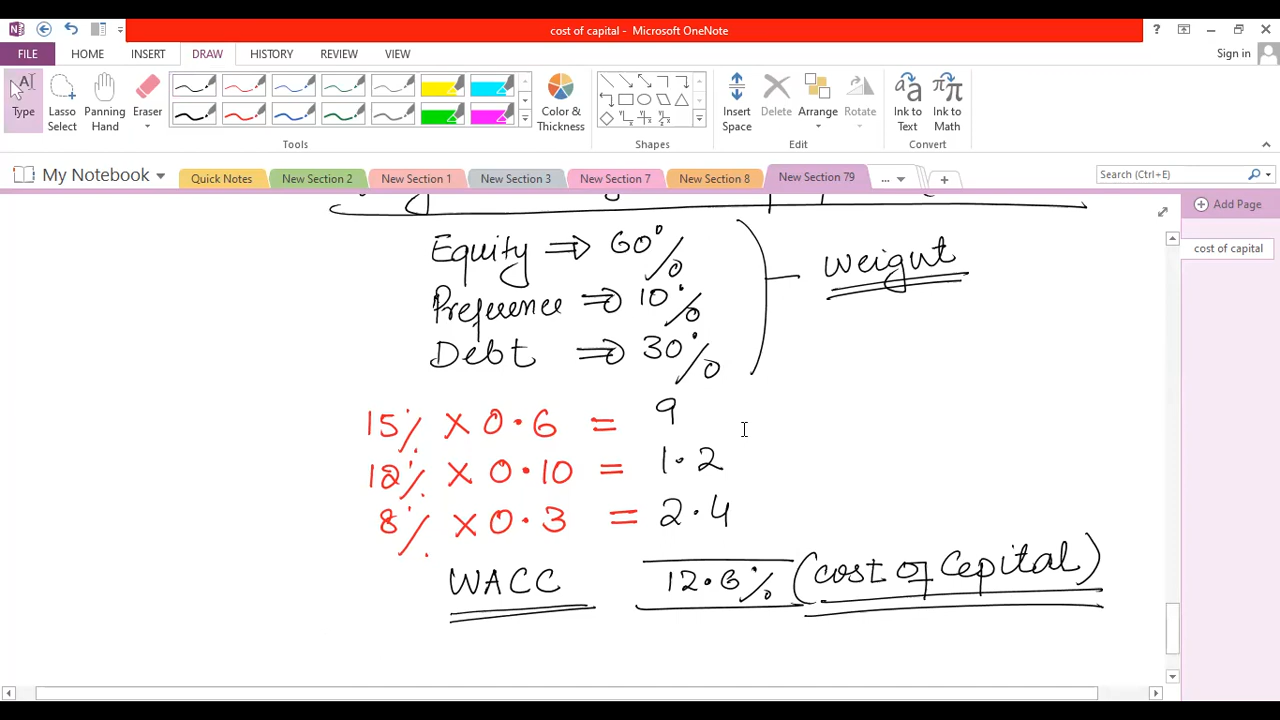 cost of capital - Microsoft OneNote
Sign in
FILE HOME INSERT DRAW HISTORY REVIEW VIEW
Type
Lasso Select
Panning Hand
Eraser
Color & Thickness
Insert Space
Delete
Arrange
Rotate
Ink to Text
Ink to Math
Tools
Shapes
Edit
Convert
My Notebook
Quick Notes
New Section 2
New Section 1
New Section 3
New Section 7
New Section 8
New Section 79
...
Search (Ctrl+E)
Add Page
cost of capital
Equity ⇒ 60%
Preference ⇒ 10%
Debt ⇒ 30%
Weight
15% × 0.6 = 9
12% × 0.10 = 1.2
8% × 0.3 = 2.4
WACC 12.6% (cost of Cepital)